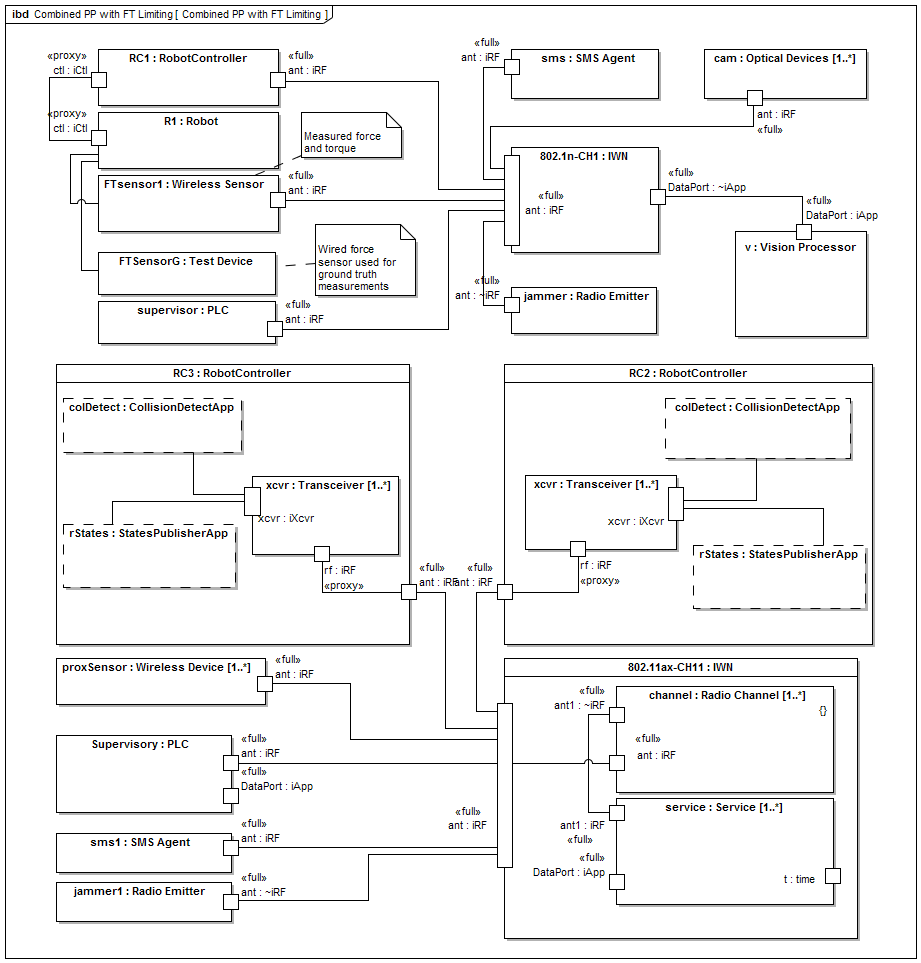 ibd Combined PP with FT Limiting [ Combined PP with FT Limiting ]
«proxy»
ctl : iCtl
RC1 : RobotController
«full»
ant : iRF
«full»
ant : iRF
sms : SMS Agent
cam : Optical Devices [1..*]
ant : iRF
«full»
«proxy»
ctl : iCtl
R1 : Robot
Measured force
and torque
FTsensor1 : Wireless Sensor
«full»
ant : iRF
802.1n-CH1 : IWN
«full»
ant : iRF
«full»
DataPort : ~iApp
«full»
DataPort : iApp
v : Vision Processor
FTSensorG : Test Device
Wired force
sensor used for
ground truth
measurements
supervisor : PLC
«full»
ant : iRF
«full»
ant : ~iRF
jammer : Radio Emitter
RC3 : RobotController
colDetect : CollisionDetectApp
xcvr : Transceiver [1..*]
xcvr : iXcvr
rStates : StatesPublisherApp
rf : iRF
«proxy»
«full»
ant : iRF
RC2 : RobotController
colDetect : CollisionDetectApp
xcvr : Transceiver [1..*]
xcvr : iXcvr
rStates : StatesPublisherApp
rf : iRF
«proxy»
«full»
ant : iRF
proxSensor : Wireless Device [1..*]
«full»
ant : iRF
Supervisory : PLC
«full»
ant : iRF
«full»
DataPort : iApp
sms1 : SMS Agent
«full»
ant : iRF
jammer1 : Radio Emitter
«full»
ant : ~iRF
802.11ax-CH11 : IWN
«full»
ant : iRF
channel : Radio Channel [1..*]
{}
«full»
ant1 : ~iRF
«full»
ant : iRF
service : Service [1..*]
ant1 : iRF
«full»
«full»
DataPort : iApp
t : time